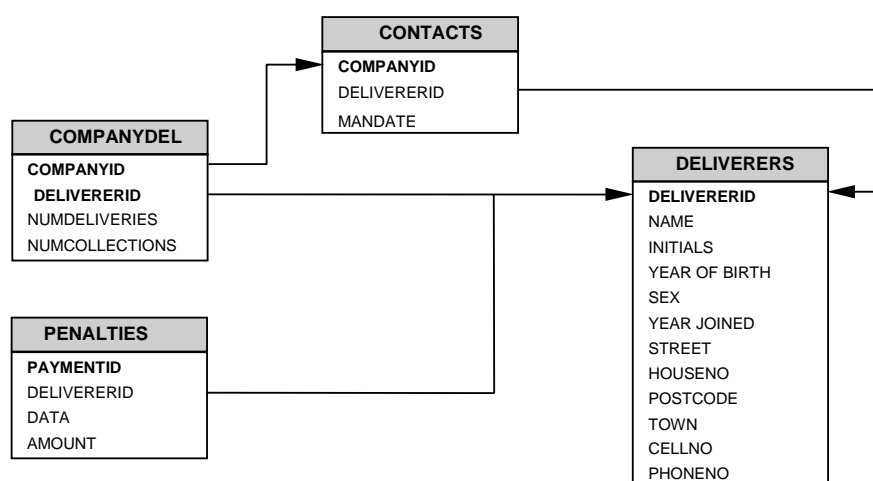 CONTACTS
COMPANYID
DELIVERERID
MANDATE
COMPANYDEL
COMPANYID
DELIVERERID
NUMDELIVERIES
NUMCOLLECTIONS
DELIVERERS
DELIVERERID
NAME
INITIALS
YEAR OF BIRTH
SEX
YEAR JOINED
STREET
HOUSENO
POSTCODE
TOWN
CELLNO
PHONENO
PENALTIES
PAYMENTID
DELIVERERID
DATA
AMOUNT